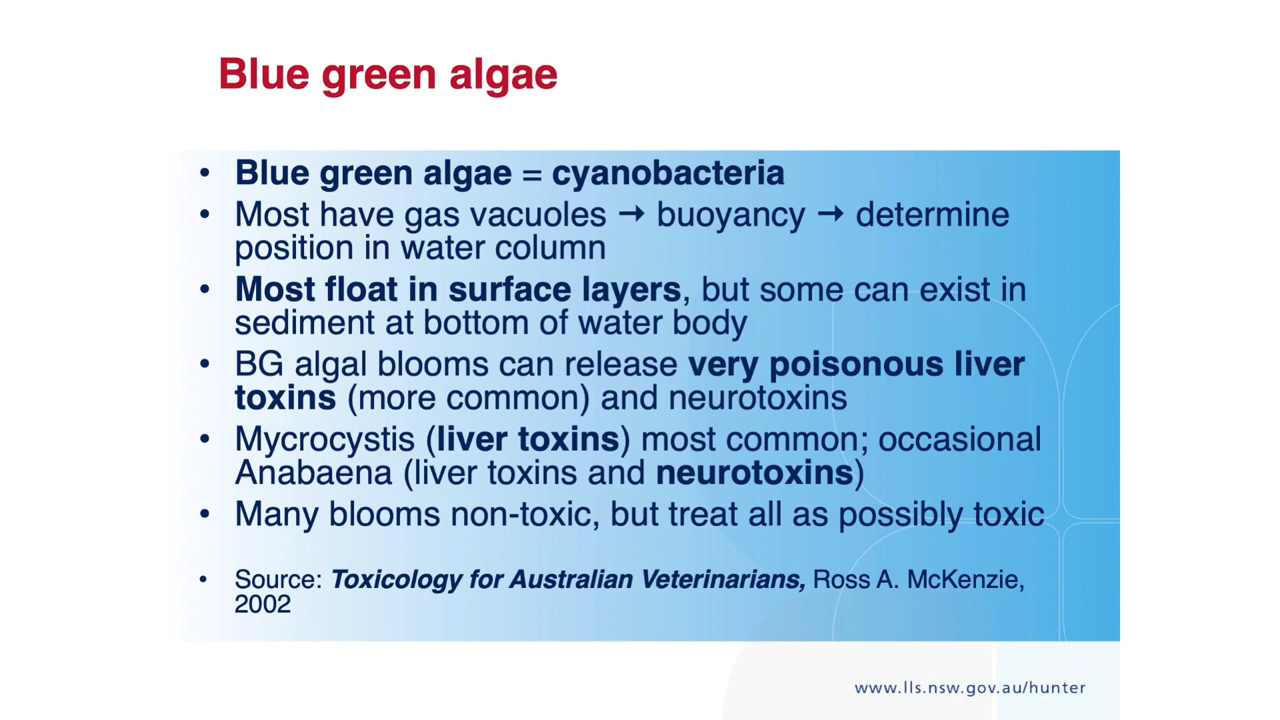 Blue green algae
• Blue green algae = cyanobacteria
• Most have gas vacuoles → buoyancy → determine
position in water column
• Most float in surface layers, but some can exist in
sediment at bottom of water body
• BG algal blooms can release very poisonous liver
toxins (more common) and neurotoxins
• Mycrocystis (liver toxins) most common; occasional
Anabaena (liver toxins and neurotoxins)
• Many blooms non-toxic, but treat all as possibly toxic
• Source: Toxicology for Australian Veterinarians, Ross A. McKenzie,
2002
www.lls.nsw.gov.au/hunter